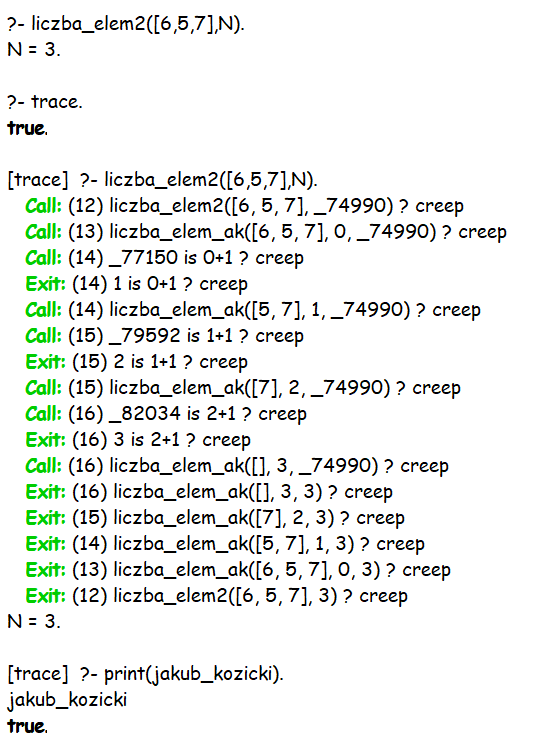 ?- liczba_elem2([6,5,7],N).
N = 3.
?- trace.
true.
[trace]  ?- liczba_elem2([6,5,7],N).
Call: (12) liczba_elem2([6, 5, 7], _74990) ? creep
Call: (13) liczba_elem_ak([6, 5, 7], 0, _74990) ? creep
Call: (14) _77150 is 0+1 ? creep
Exit: (14) 1 is 0+1 ? creep
Call: (14) liczba_elem_ak([5, 7], 1, _74990) ? creep
Call: (15) _79592 is 1+1 ? creep
Exit: (15) 2 is 1+1 ? creep
Call: (15) liczba_elem_ak([7], 2, _74990) ? creep
Call: (16) _82034 is 2+1 ? creep
Exit: (16) 3 is 2+1 ? creep
Call: (16) liczba_elem_ak([], 3, _74990) ? creep
Exit: (16) liczba_elem_ak([], 3, 3) ? creep
Exit: (15) liczba_elem_ak([7], 2, 3) ? creep
Exit: (14) liczba_elem_ak([5, 7], 1, 3) ? creep
Exit: (13) liczba_elem_ak([6, 5, 7], 0, 3) ? creep
Exit: (12) liczba_elem2([6, 5, 7], 3) ? creep
N = 3.
[trace]  ?- print(jakub_kozicki).
jakub_kozicki
true.